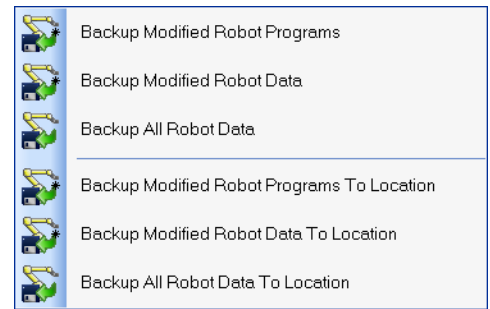 Backup Modified Robot Programs
Backup Modified Robot Data
Backup All Robot Data
Backup Modified Robot Programs To Location
Backup Modified Robot Data To Location
Backup All Robot Data To Location